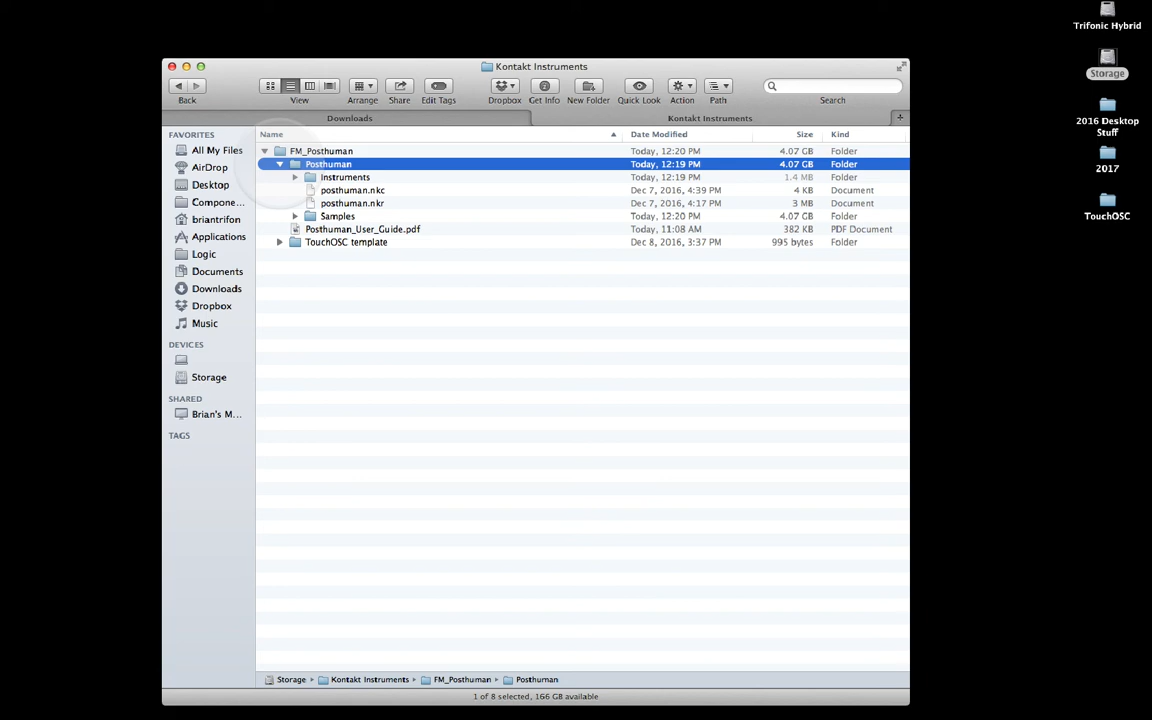 Trifonic Hybrid
Storage
2016 Desktop
Stuff
2017
TouchOSC
Kontakt Instruments
Back
View
Arrange
Share
Edit Tags
Dropbox
Get Info
New Folder
Quick Look
Action
Path
Search
Downloads
Kontakt Instruments
+
FAVORITES
All My Files
AirDrop
Desktop
Compone...
briantrifon
Applications
Logic
Documents
Downloads
Dropbox
Music
DEVICES
Storage
SHARED
Brian's M...
TAGS
Name Date Modified Size Kind
FM_Posthuman Today, 12:20 PM 4.07 GB Folder
Posthuman Today, 12:19 PM 4.07 GB Folder
Instruments Today, 12:19 PM 1.4 MB Folder
posthuman.nkc Dec 7, 2016, 4:39 PM 4 KB Document
posthuman.nkr Dec 7, 2016, 4:17 PM 3 MB Document
Samples Today, 12:20 PM 4.07 GB Folder
Posthuman_User_Guide.pdf Today, 11:08 AM 382 KB PDF Document
TouchOSC template Dec 8, 2016, 3:37 PM 995 bytes Folder
Storage Kontakt Instruments FM_Posthuman Posthuman
1 of 8 selected, 166 GB available